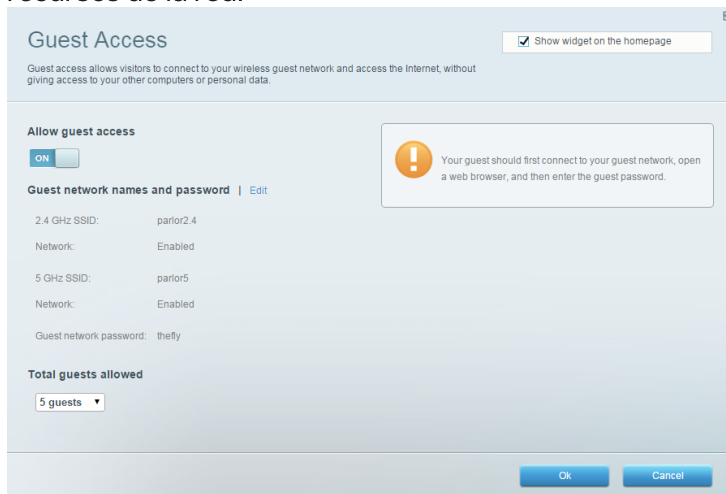 Guest Access
Show widget on the homepage
Guest access allows visitors to connect to your wireless guest network and access the Internet, without
giving access to your other computers or personal data.
Allow guest access
ON
Your guest should first connect to your guest network, open
a web browser, and then enter the guest password.
Guest network names and password | Edit
2.4 GHz SSID: parlor2.4
Network: Enabled
5 GHz SSID: parlor5
Network: Enabled
Guest network password: thefly
Total guests allowed
5 guests
Ok Cancel